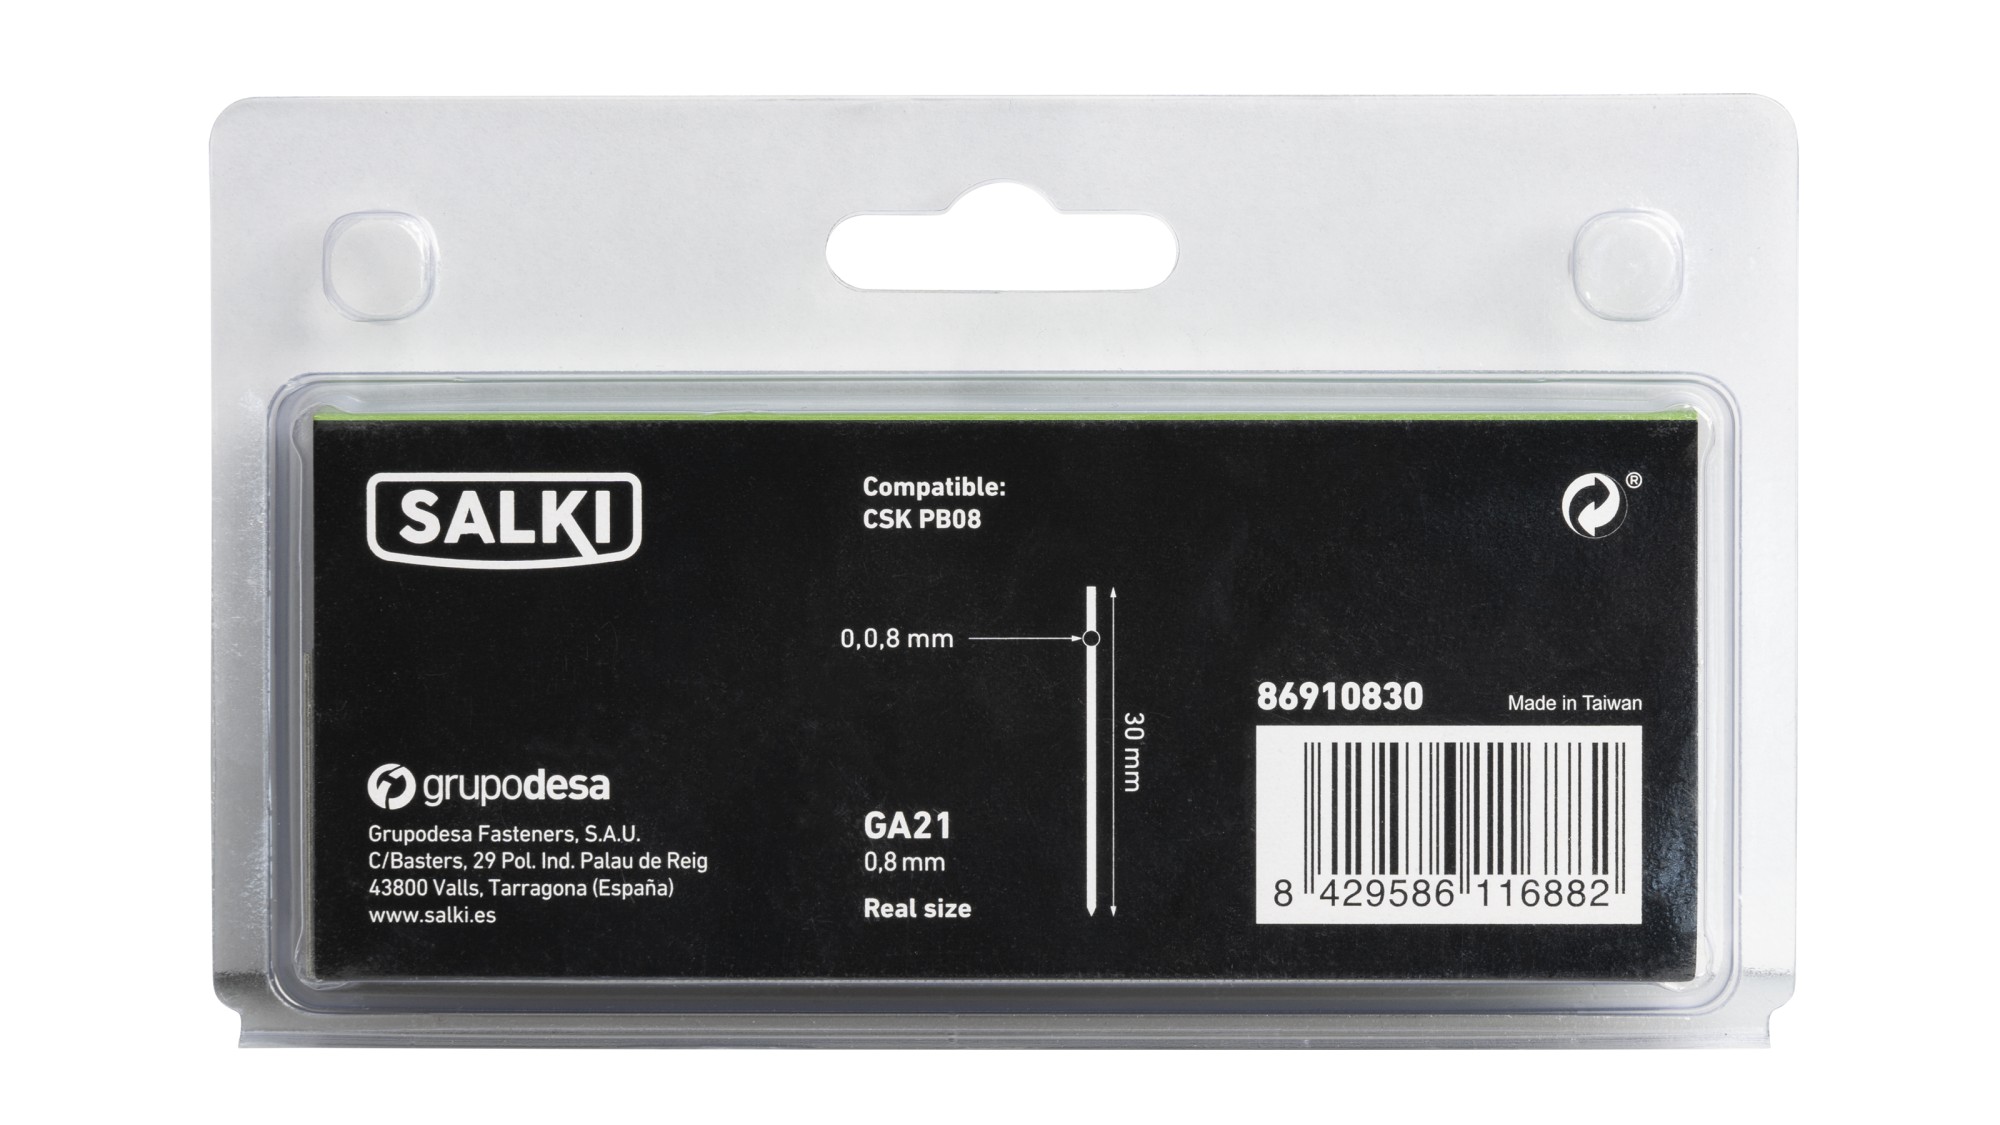 SALKI
Compatible:
CSK PB08
®
0,0,8 mm
30 mm
86910830
Made in Taiwan
grupodesa
Grupodesa Fasteners, S.A.U.
C/Basters, 29 Pol. Ind. Palau de Reig
43800 Valls, Tarragona (España)
www.salki.es
GA21
0,8 mm
Real size
8 429586 116882